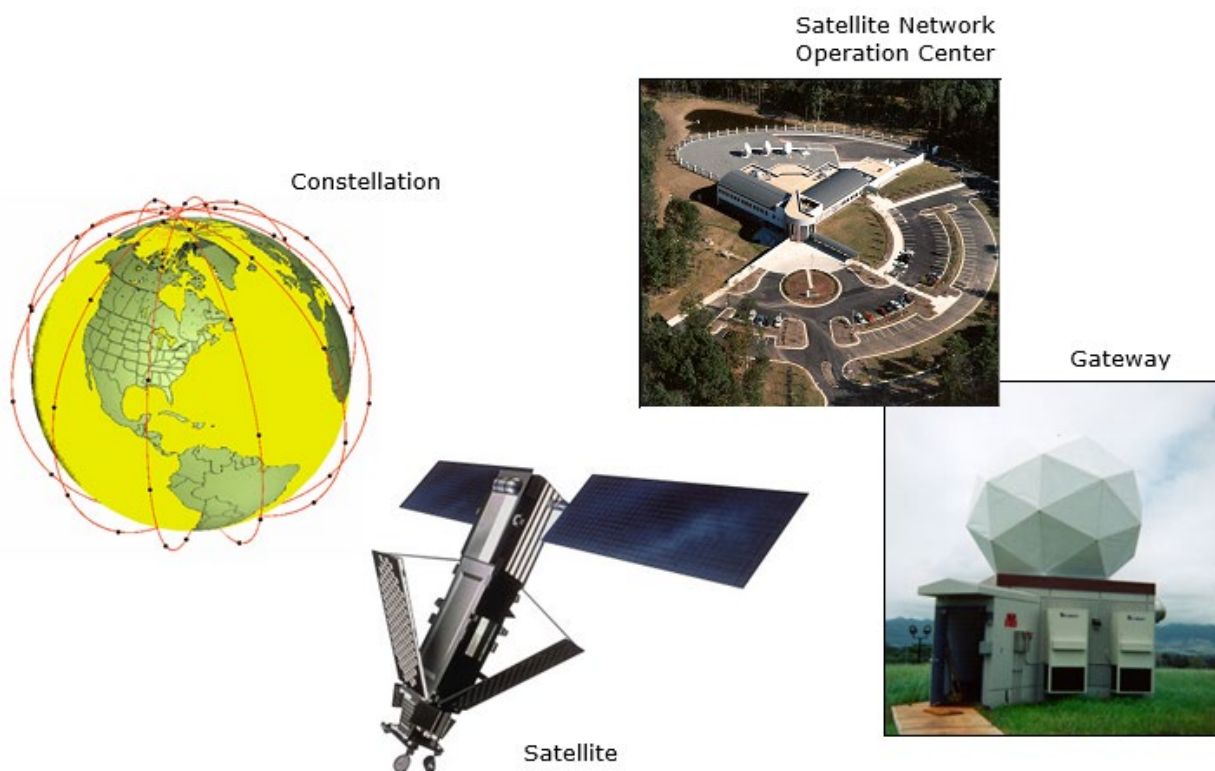 Satellite Network
Operation Center
Constellation
Gateway
Satellite